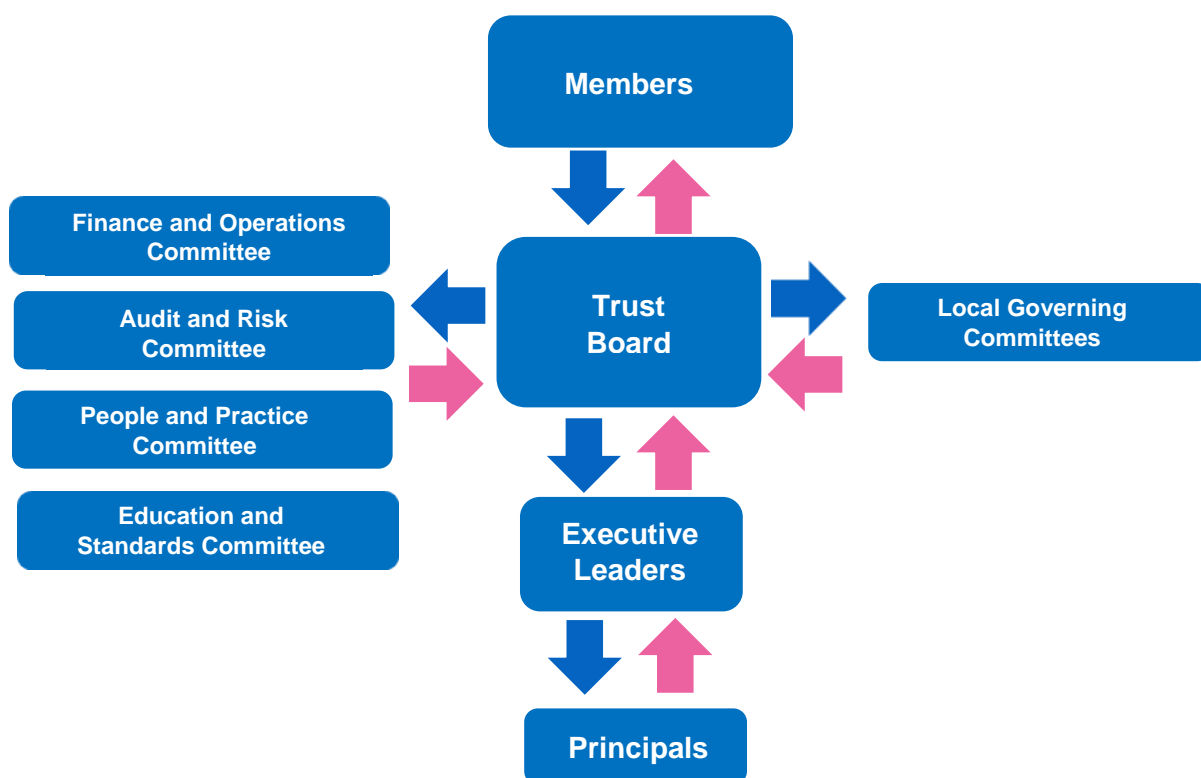 Members
Finance and Operations
Committee
Audit and Risk
Committee
People and Practice
Committee
Education and
Standards Committee
Trust
Board
Local Governing
Committees
Executive
Leaders
Principals